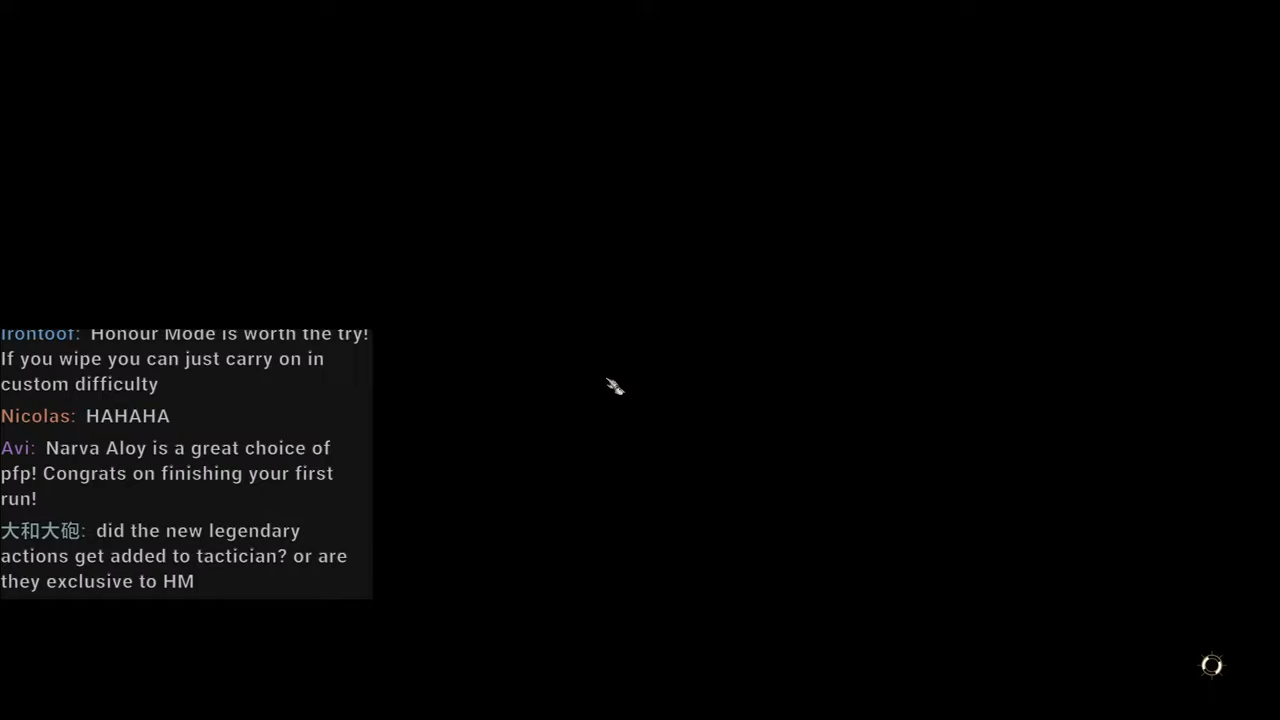 Irontoof: Honour Mode is worth the try!
If you wipe you can just carry on in
custom difficulty
Nicolas: HAHAHA
Avi: Narva Aloy is a great choice of
pfp! Congrats on finishing your first
run!
大和大砲: did the new legendary
actions get added to tactician? or are
they exclusive to HM